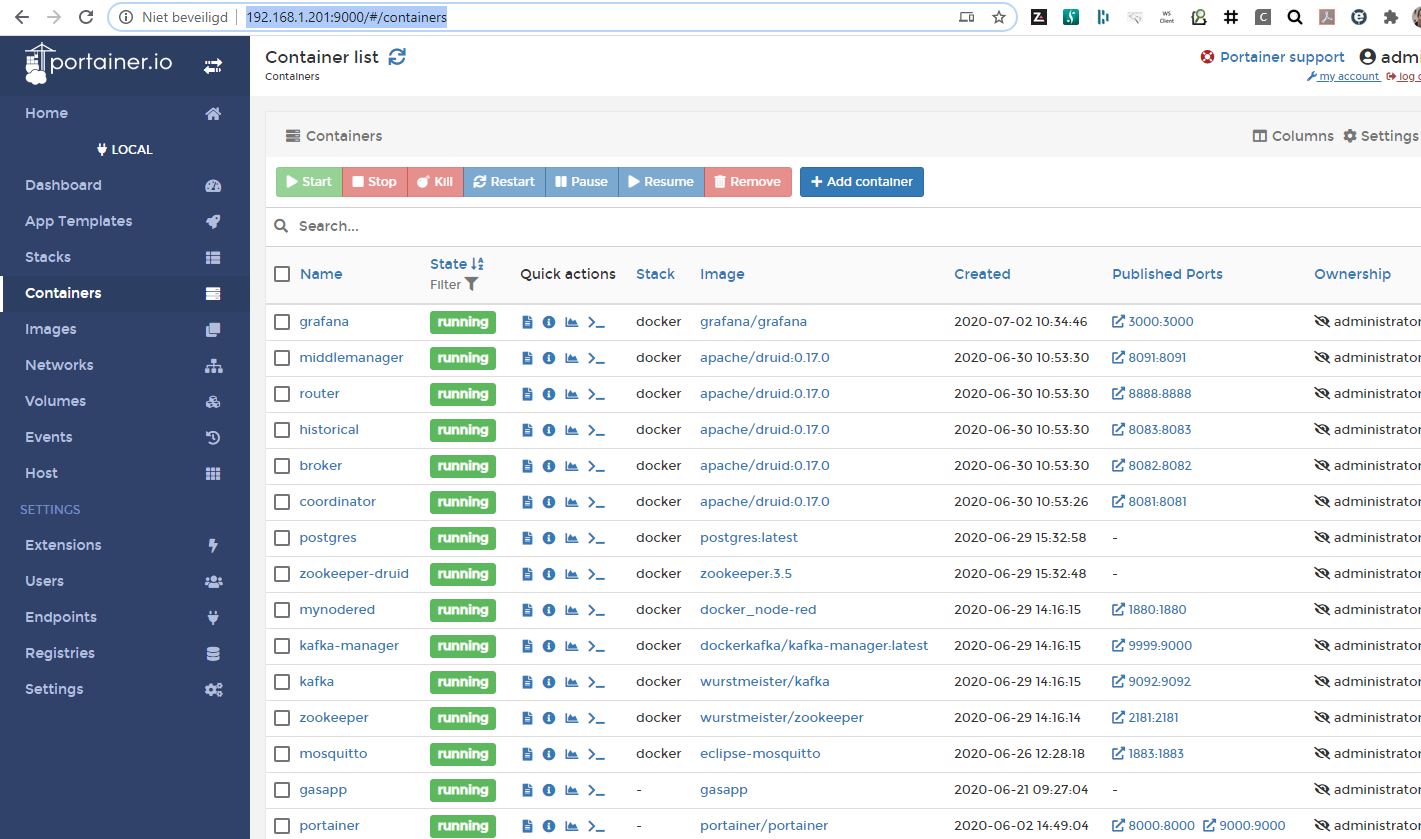 Niet beveiligd 192.168.1.201:9000/#/containers
WS Client
portainer.io
Container list
Containers
Portainer support
my account
Home
LOCAL
Dashboard
App Templates
Stacks
Containers
Images
Networks
Volumes
Events
Host
SETTINGS
Extensions
Users
Endpoints
Registries
Settings
Containers Columns Settings
Start Stop Kill Restart Pause Resume Remove Add container
Search...
Name State Filter Quick actions Stack Image Created Published Ports Ownership
grafana running docker grafana/grafana 2020-07-02 10:34:46 3000:3000 administrator
middlemanager running docker apache/druid:0.17.0 2020-06-30 10:53:30 8091:8091 administrator
router running docker apache/druid:0.17.0 2020-06-30 10:53:30 8888:8888 administrator
historical running docker apache/druid:0.17.0 2020-06-30 10:53:30 8083:8083 administrator
broker running docker apache/druid:0.17.0 2020-06-30 10:53:30 8082:8082 administrator
coordinator running docker apache/druid:0.17.0 2020-06-30 10:53:26 8081:8081 administrator
postgres running docker postgres:latest 2020-06-29 15:32:58 - administrator
zookeeper-druid running docker zookeeper:3.5 2020-06-29 15:32:48 - administrator
mynodered running docker docker_node-red 2020-06-29 14:16:15 1880:1880 administrator
kafka-manager running docker dockerkafka/kafka-manager:latest 2020-06-29 14:16:15 9999:9000 administrator
kafka running docker wurstmeister/kafka 2020-06-29 14:16:15 9092:9092 administrator
zookeeper running docker wurstmeister/zookeeper 2020-06-29 14:16:14 2181:2181 administrator
mosquitto running docker eclipse-mosquitto 2020-06-26 12:28:18 1883:1883 administrator
gasapp running - gasapp 2020-06-21 09:27:04 - administrator
portainer running - portainer/portainer 2020-06-02 14:49:04 8000:8000 9000:9000 administrator